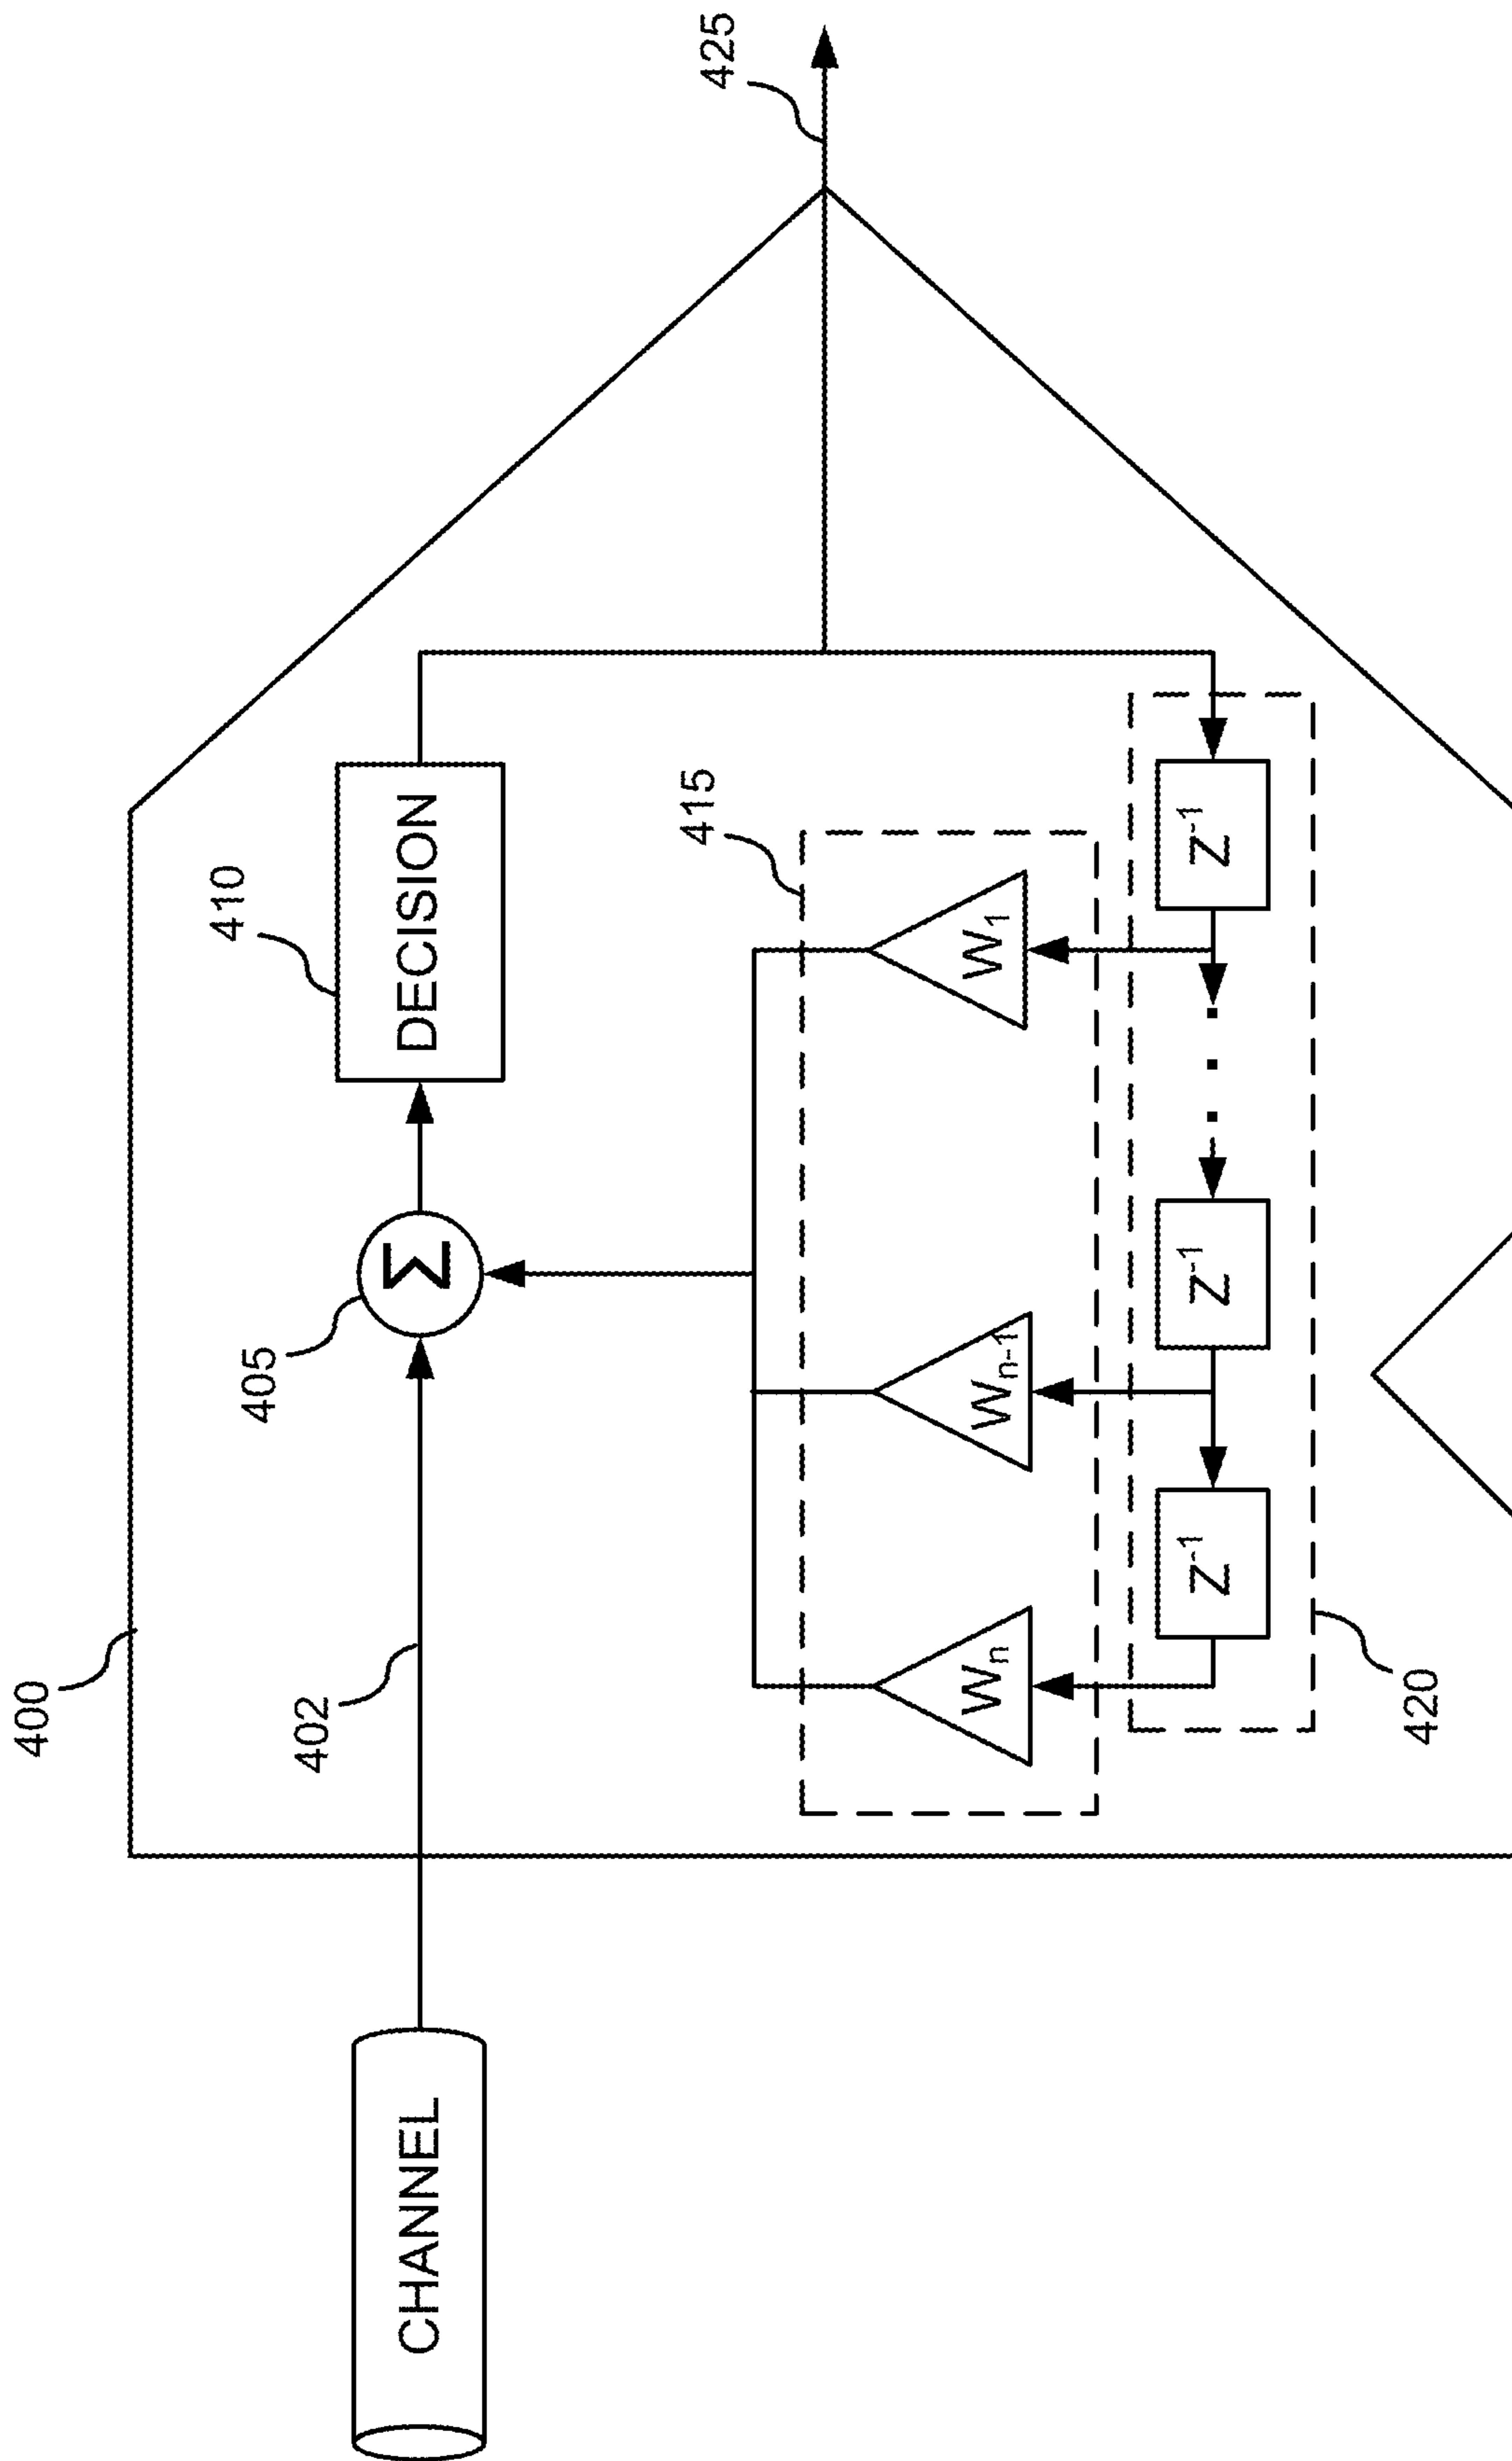 400
425
402
405
410
CHANNEL
Σ
DECISION
415
Wₙ
Wₙ₋₁
W₁
Z⁻¹
Z⁻¹
. . .
Z⁻¹
420